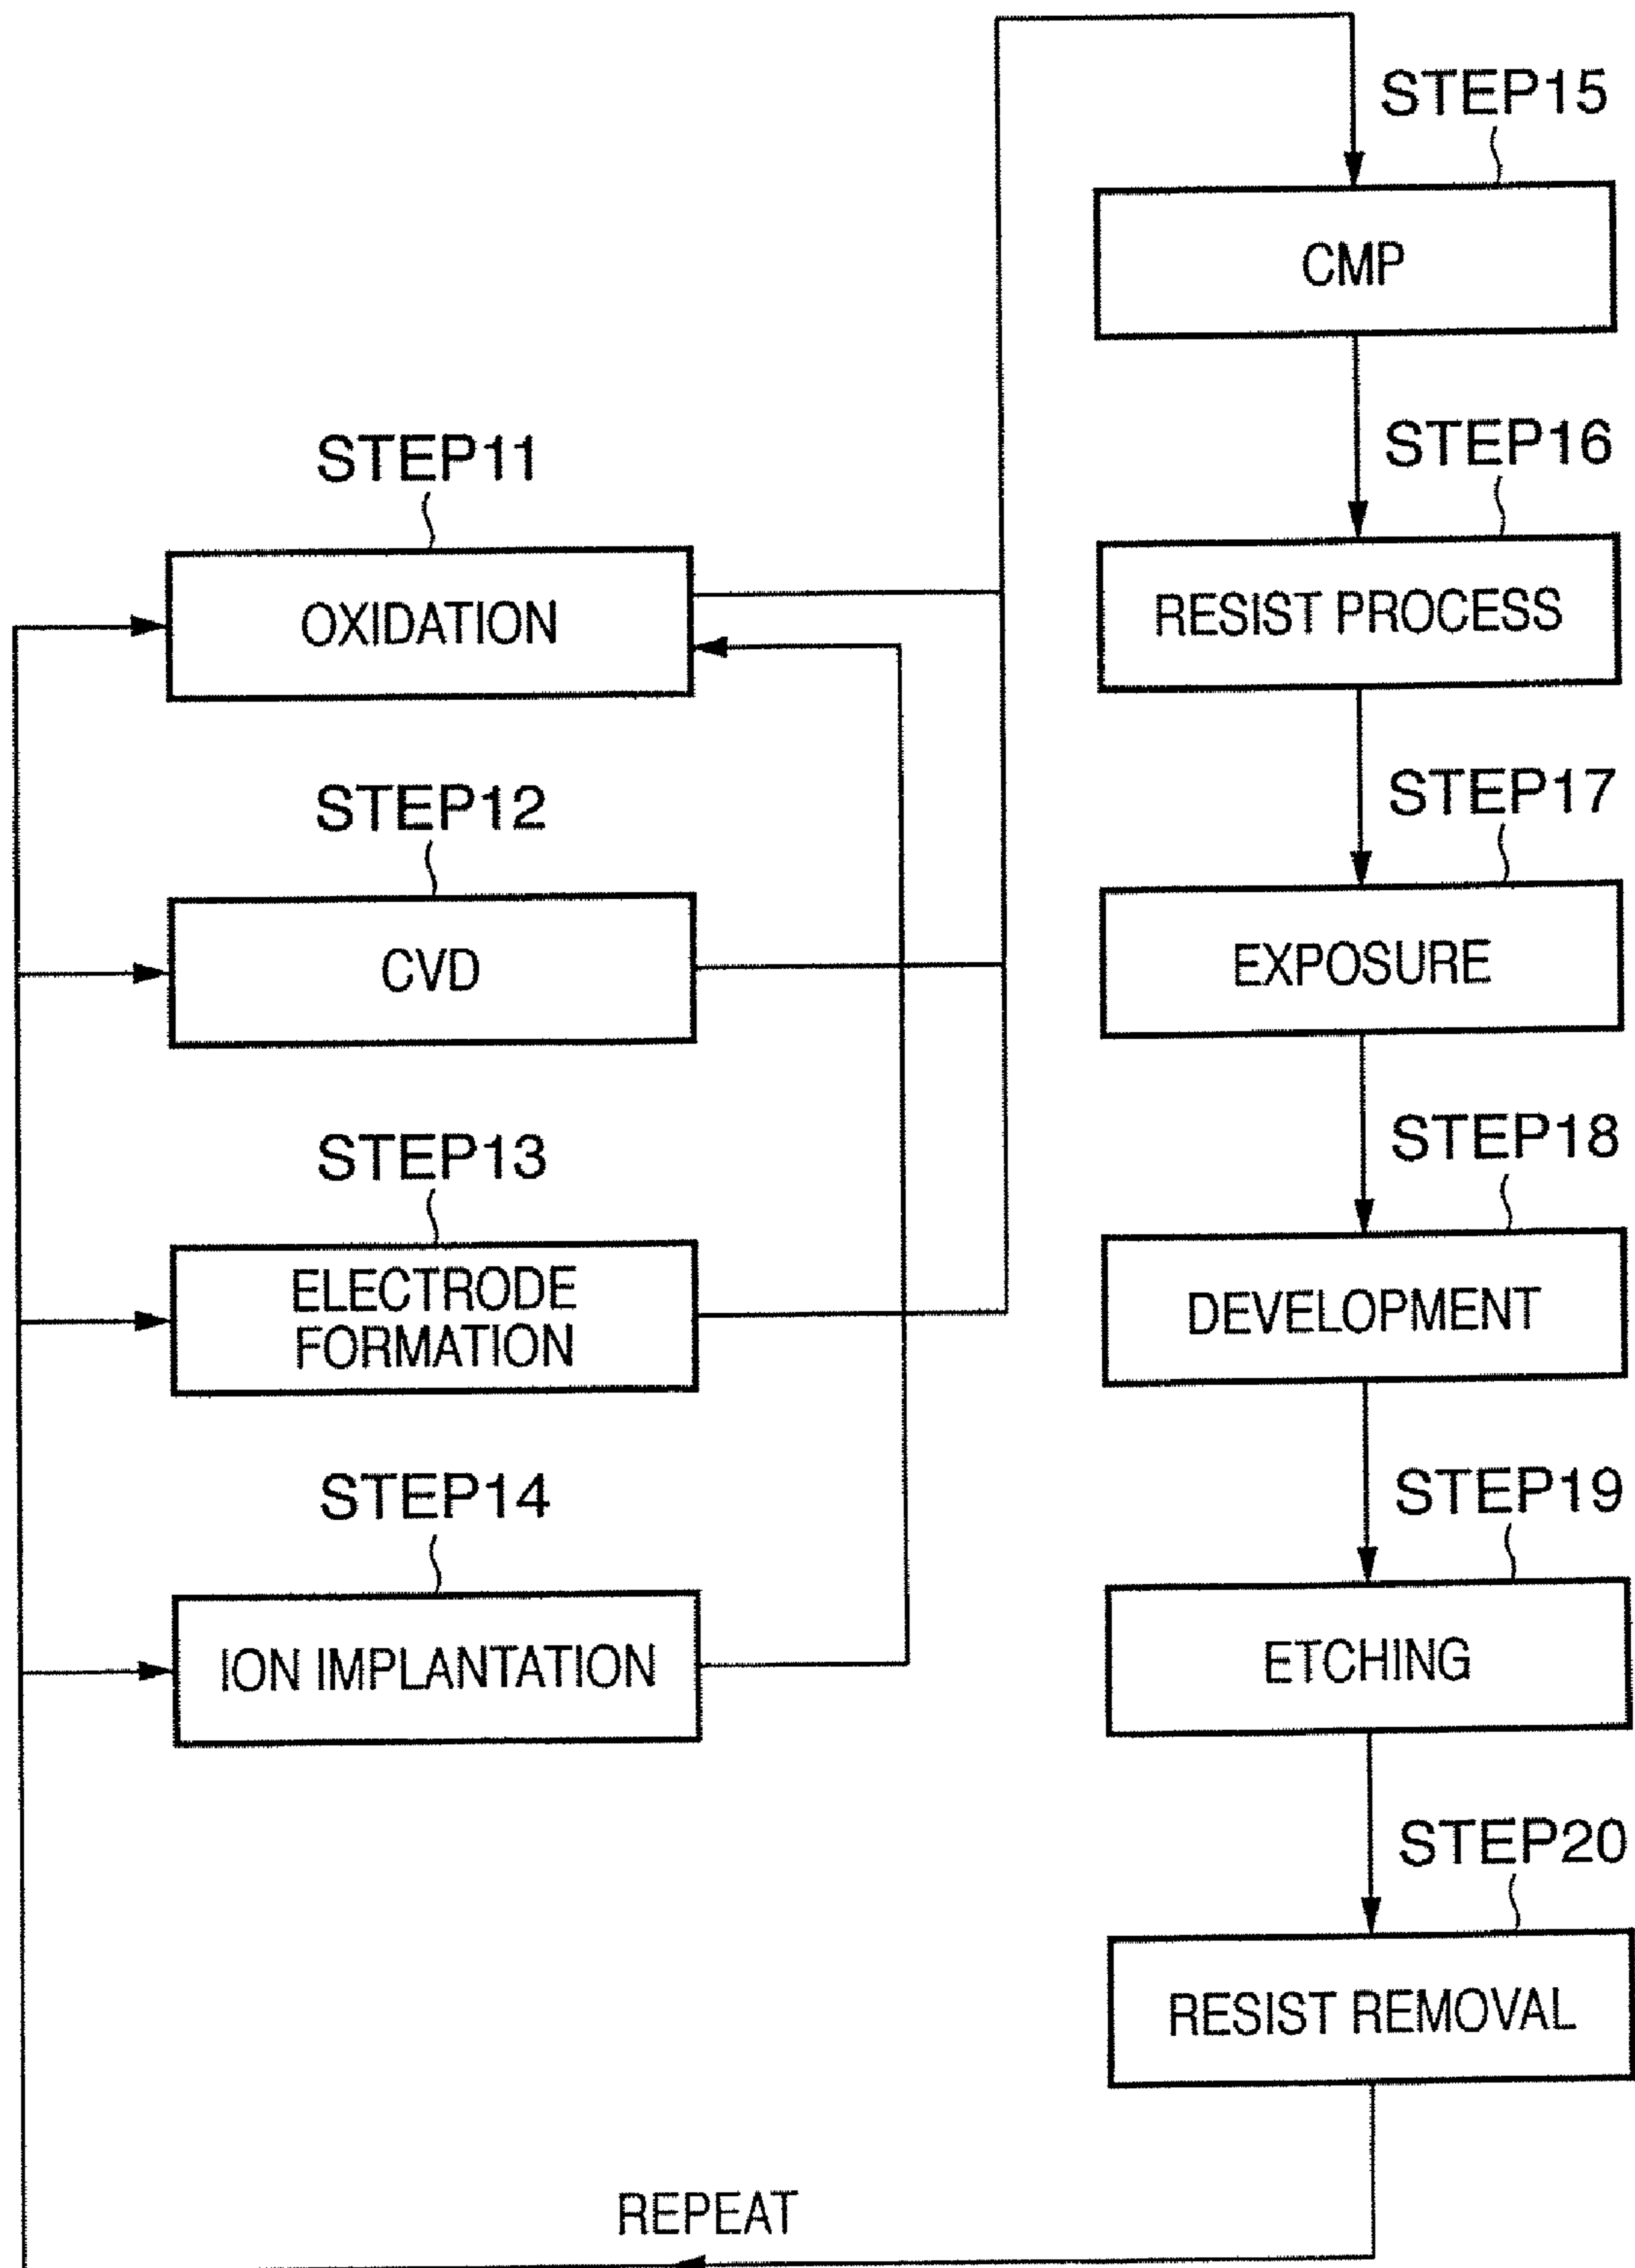 STEP11
OXIDATION
STEP12
CVD
STEP13
ELECTRODE
FORMATION
STEP14
ION IMPLANTATION
STEP15
CMP
STEP16
RESIST PROCESS
STEP17
EXPOSURE
STEP18
DEVELOPMENT
STEP19
ETCHING
STEP20
RESIST REMOVAL
REPEAT